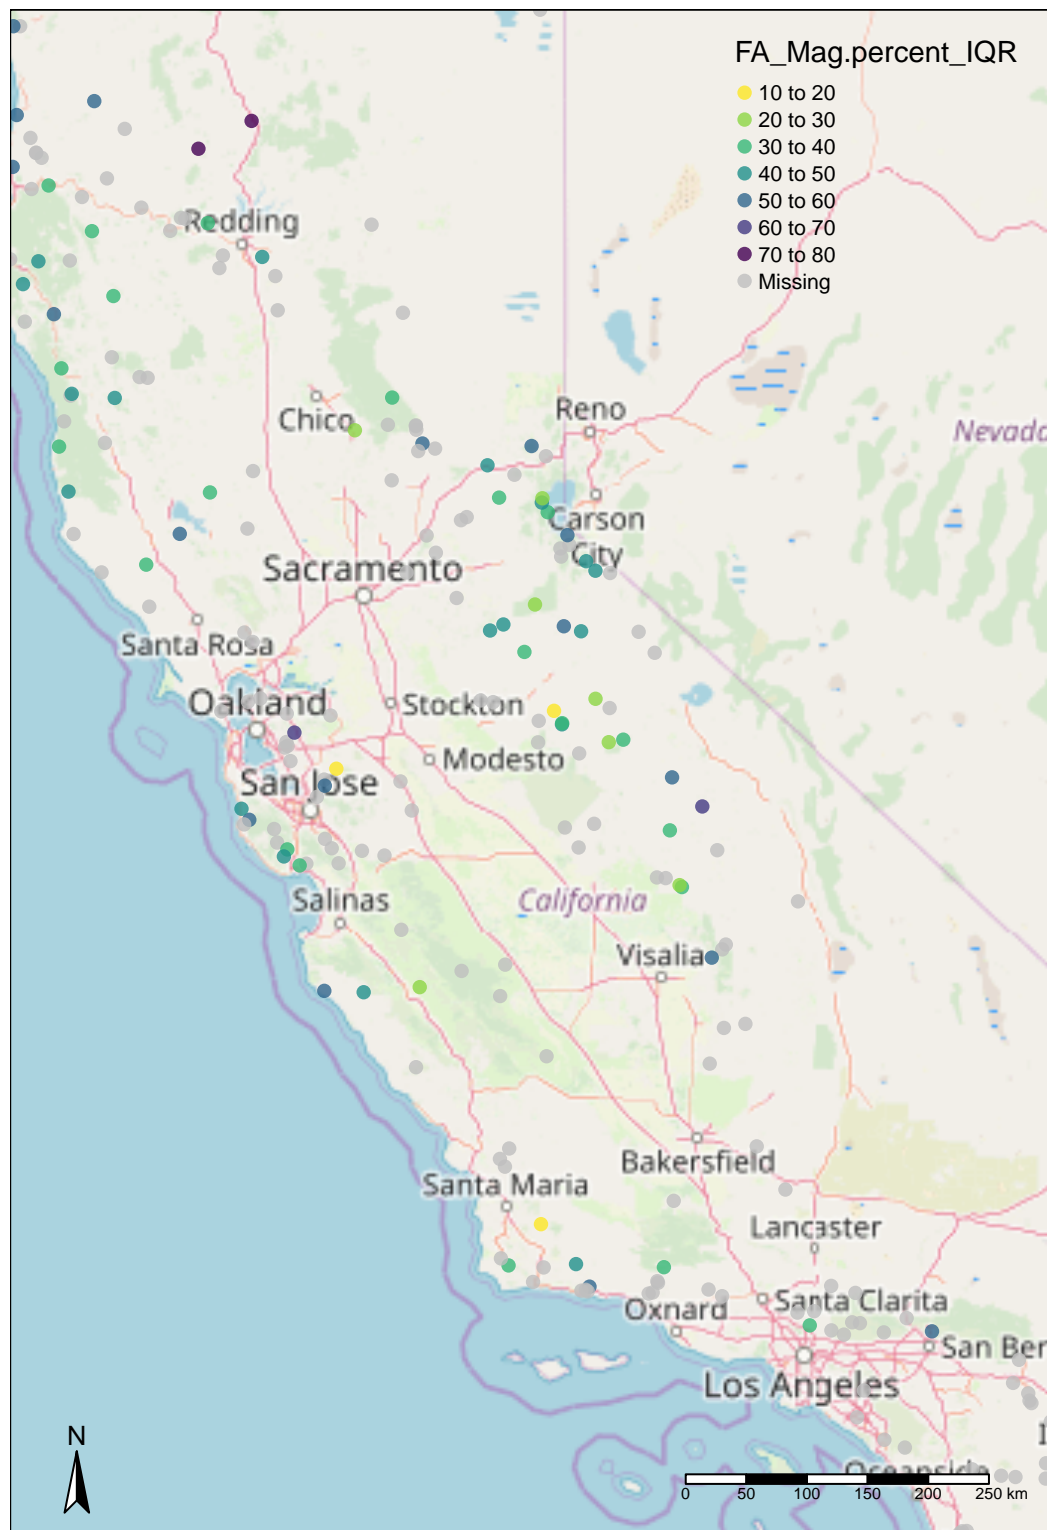 FA_Mag.percent_IQR
10 to 20
20 to 30
30 to 40
40 to 50
50 to 60
60 to 70
70 to 80
Missing
Redding
Chico
Reno
Nevada
Carson
City
Sacramento
Santa Rosa
Oakland
Stockton
Modesto
San Jose
Salinas
California
Visalia
Bakersfield
Santa Maria
Lancaster
Santa Clarita
Oxnard
San Ber
Los Angeles
Oceanside
N
0 50 100 150 200 250 km